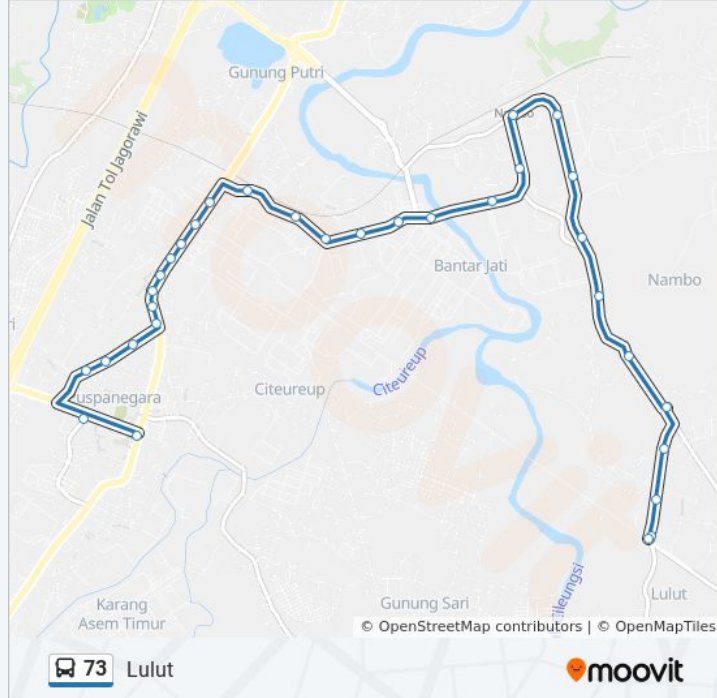 Gunung Putri
Jalan Tol Jagorawi
Bantar Jati
Nambo
Citeureup
Citeureup
uspanegara
Karang
Asem Timur
Gunung Sari
Cileungsi
Lulut
© OpenStreetMap contributors | © OpenMapTiles
73 Lulut
moovit